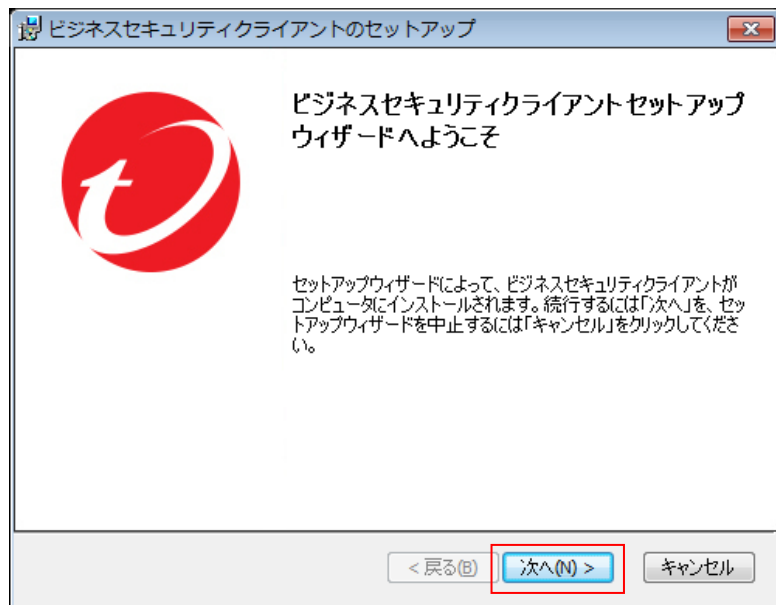 ビジネスセキュリティクライアントのセットアップ
ビジネスセキュリティクライアント セットアップ
ウィザードへようこそ
セットアップウィザードによって、ビジネスセキュリティクライアントが
コンピュータにインストールされます。続行するには「次へ」を、セッ
トアップウィザードを中止するには「キャンセル」をクリックしてくださ
い。
< 戻る(B)
次へ(N) >
キャンセル